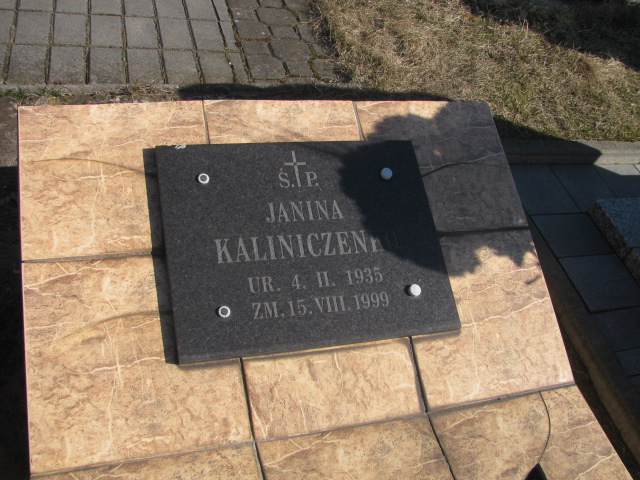 Ś. P.
JANINA
KALINICZENKO
UR. 4. II. 1935
ZM. 15. VIII. 1999